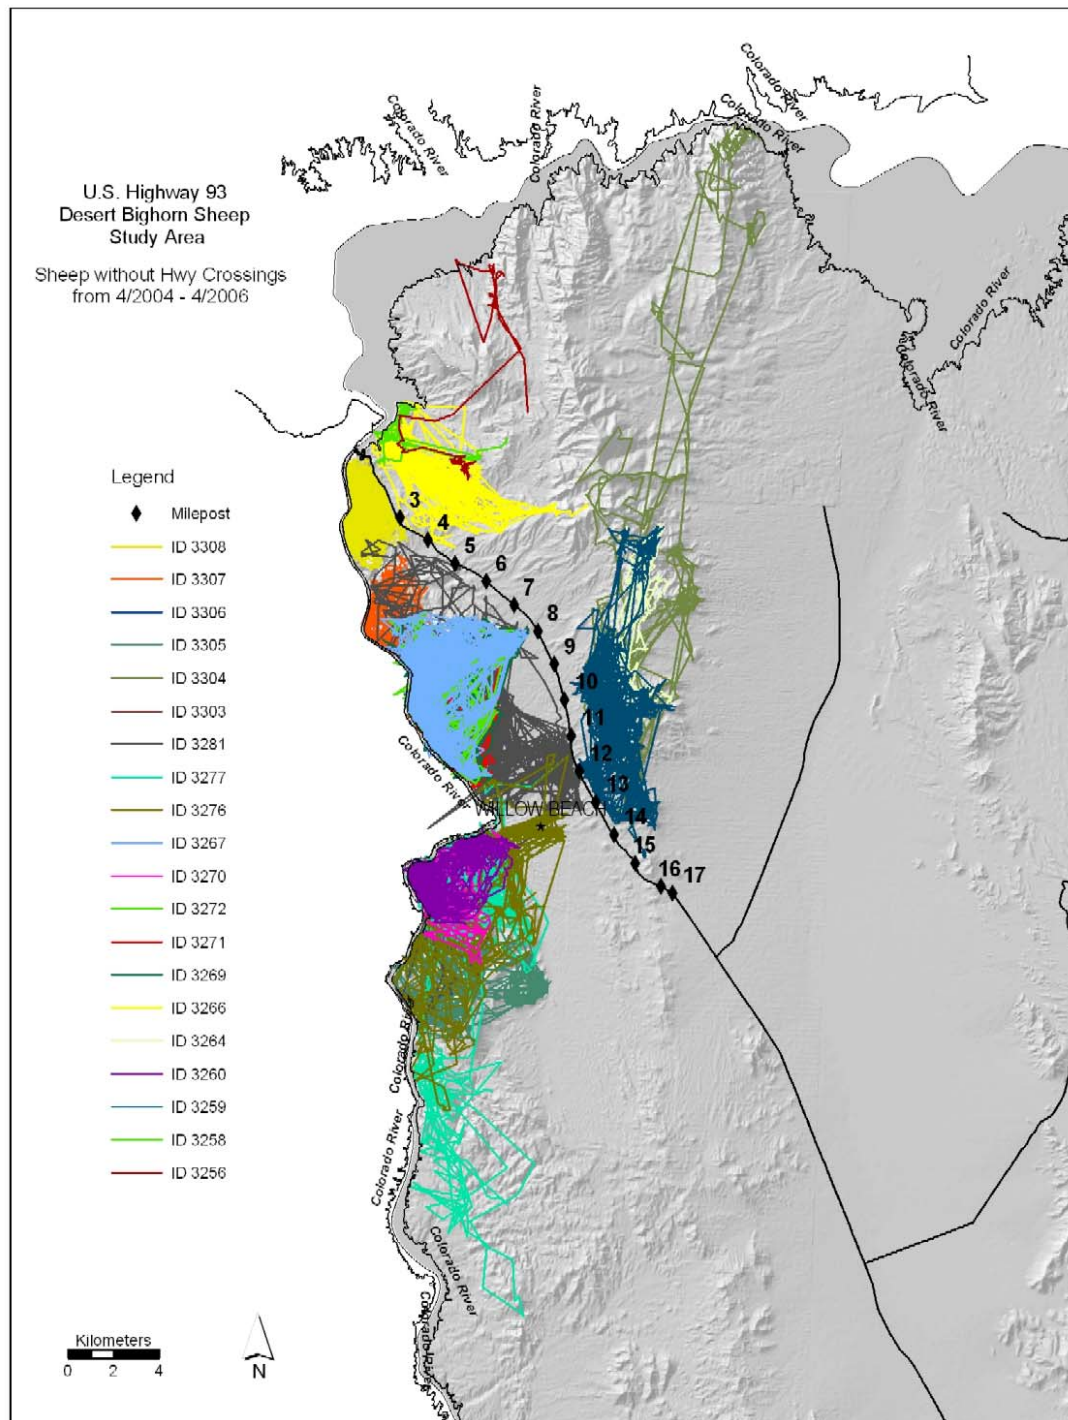 Colorado River
Colorado River
Colorado River
Colorado River
U.S. Highway 93
Desert Bighorn Sheep
Study Area
Sheep without Hwy Crossings
from 4/2004 - 4/2006
Colorado River
Colorado River
Legend
Milepost
ID 3308
ID 3307
ID 3306
ID 3305
ID 3304
ID 3303
ID 3281
ID 3277
ID 3276
ID 3267
ID 3270
ID 3272
ID 3271
ID 3269
ID 3266
ID 3264
ID 3260
ID 3259
ID 3258
ID 3256
3
4
5
6
7
8
9
10
11
12
13
14
15
16
17
Colorado River
WILLOW BEACH
Colorado River
Colorado River
Colorado River
Colorado River
Kilometers
0 2 4
N